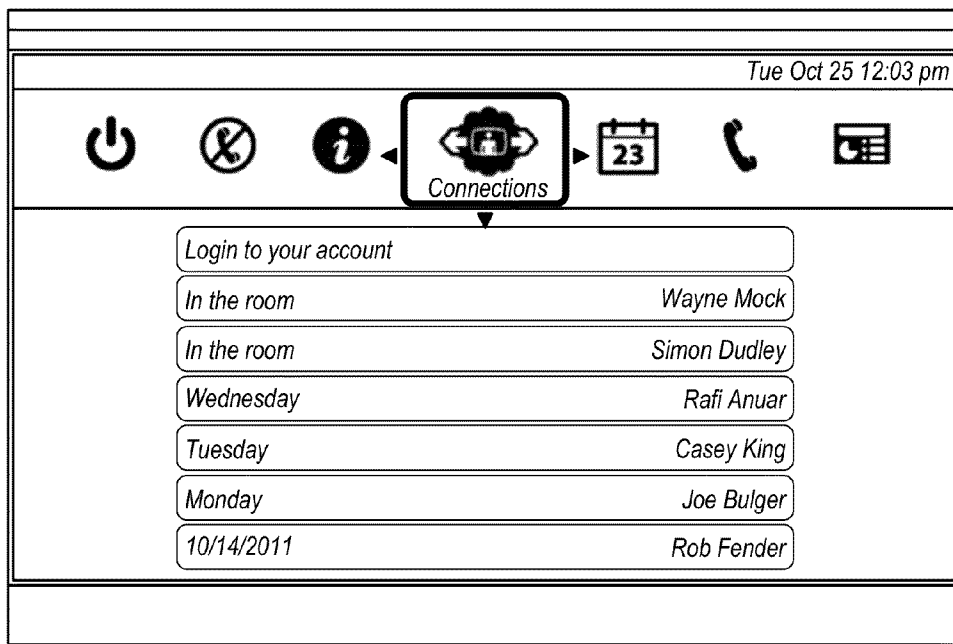 Tue Oct 25 12:03 pm
i
23
Connections
Login to your account
In the room Wayne Mock
In the room Simon Dudley
Wednesday Rafi Anuar
Tuesday Casey King
Monday Joe Bulger
10/14/2011 Rob Fender